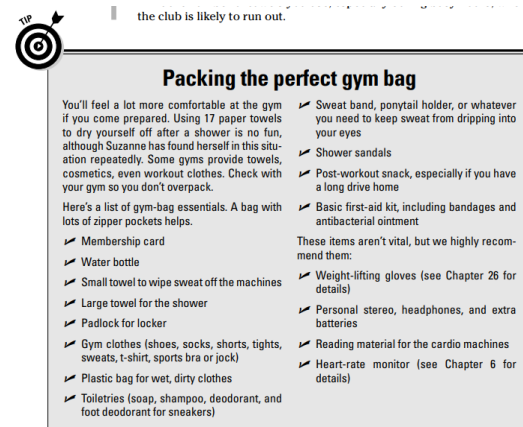 TIP
the club is likely to run out.
Packing the perfect gym bag
You'll feel a lot more comfortable at the gym
if you come prepared. Using 17 paper towels
to dry yourself off after a shower is no fun,
although Suzanne has found herself in this situ-
ation repeatedly. Some gyms provide towels,
cosmetics, even workout clothes. Check with
your gym so you don't overpack.
Here's a list of gym-bag essentials. A bag with
lots of zipper pockets helps.
✓ Membership card
✓ Water bottle
✓ Small towel to wipe sweat off the machines
✓ Large towel for the shower
✓ Padlock for locker
✓ Gym clothes (shoes, socks, shorts, tights,
sweats, t-shirt, sports bra or jock)
✓ Plastic bag for wet, dirty clothes
✓ Toiletries (soap, shampoo, deodorant, and
foot deodorant for sneakers)
✓ Sweat band, ponytail holder, or whatever
you need to keep sweat from dripping into
your eyes
✓ Shower sandals
✓ Post-workout snack, especially if you have
a long drive home
✓ Basic first-aid kit, including bandages and
antibacterial ointment
These items aren't vital, but we highly recom-
mend them:
✓ Weight-lifting gloves (see Chapter 26 for
details)
✓ Personal stereo, headphones, and extra
batteries
✓ Reading material for the cardio machines
✓ Heart-rate monitor (see Chapter 6 for
details)